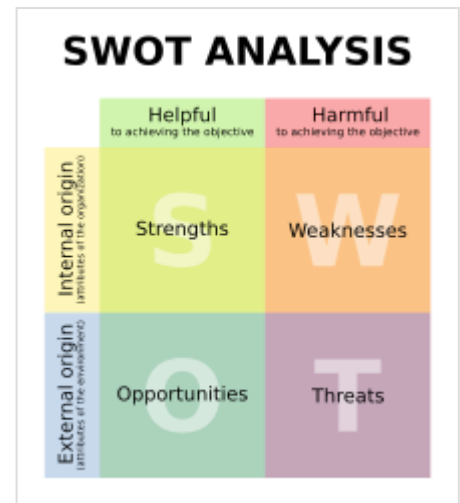 SWOT ANALYSIS
Helpful
to achieving the objective
Harmful
to achieving the objective
Internal origin
(attributes of the organization)
S
Strengths
W
Weaknesses
External origin
(attributes of the environment)
O
Opportunities
T
Threats